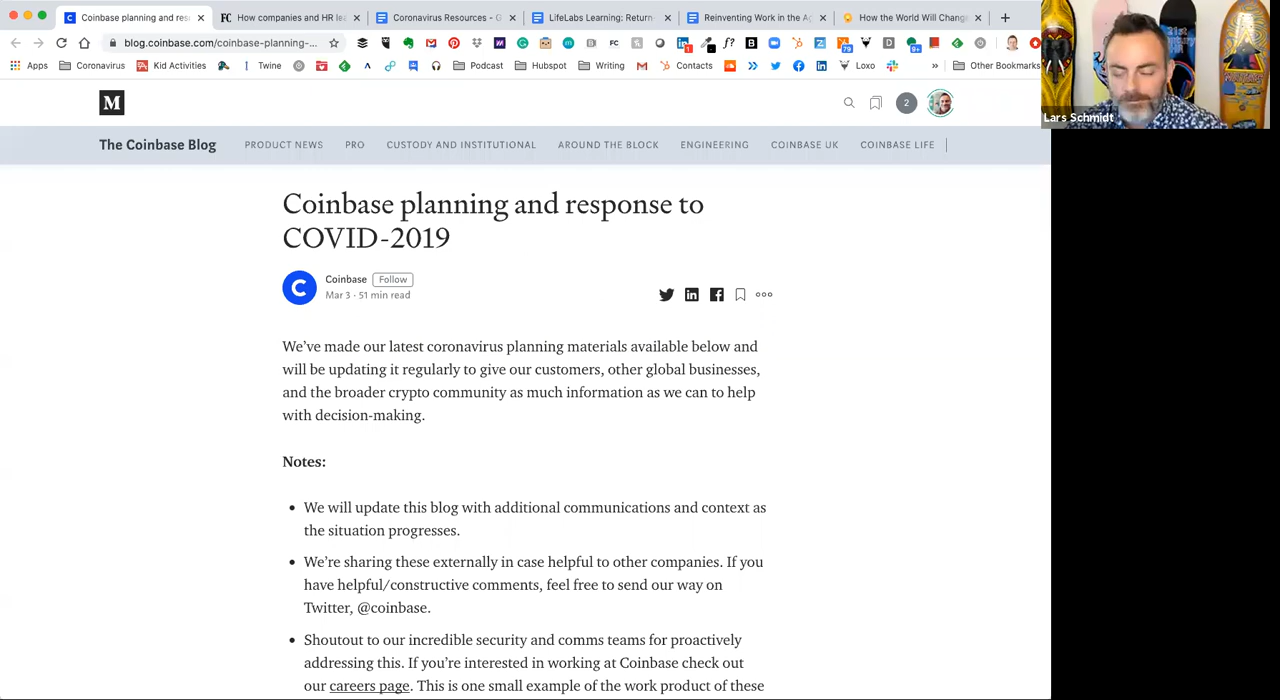 Coinbase planning and res
How companies and HR le
Coronavirus Resources - G
LifeLabs Learning: Return
Reinventing Work in the A
How the World Will Chang
blog.coinbase.com/coinbase-planning-...
Apps
Coronavirus
Kid Activities
Twine
Podcast
Hubspot
Writing
Contacts
Loxo
»
Other Bookmarks
Lars Schmidt
M
2
The Coinbase Blog
PRODUCT NEWS
PRO
CUSTODY AND INSTITUTIONAL
AROUND THE BLOCK
ENGINEERING
COINBASE UK
COINBASE LIFE
Coinbase planning and response to
COVID-2019
Coinbase Follow
Mar 3 · 51 min read
We’ve made our latest coronavirus planning materials available below and
will be updating it regularly to give our customers, other global businesses,
and the broader crypto community as much information as we can to help
with decision-making.
Notes:
• We will update this blog with additional communications and context as
the situation progresses.
• We’re sharing these externally in case helpful to other companies. If you
have helpful/constructive comments, feel free to send our way on
Twitter, @coinbase.
• Shoutout to our incredible security and comms teams for proactively
addressing this. If you’re interested in working at Coinbase check out
our careers page. This is one small example of the work product of these